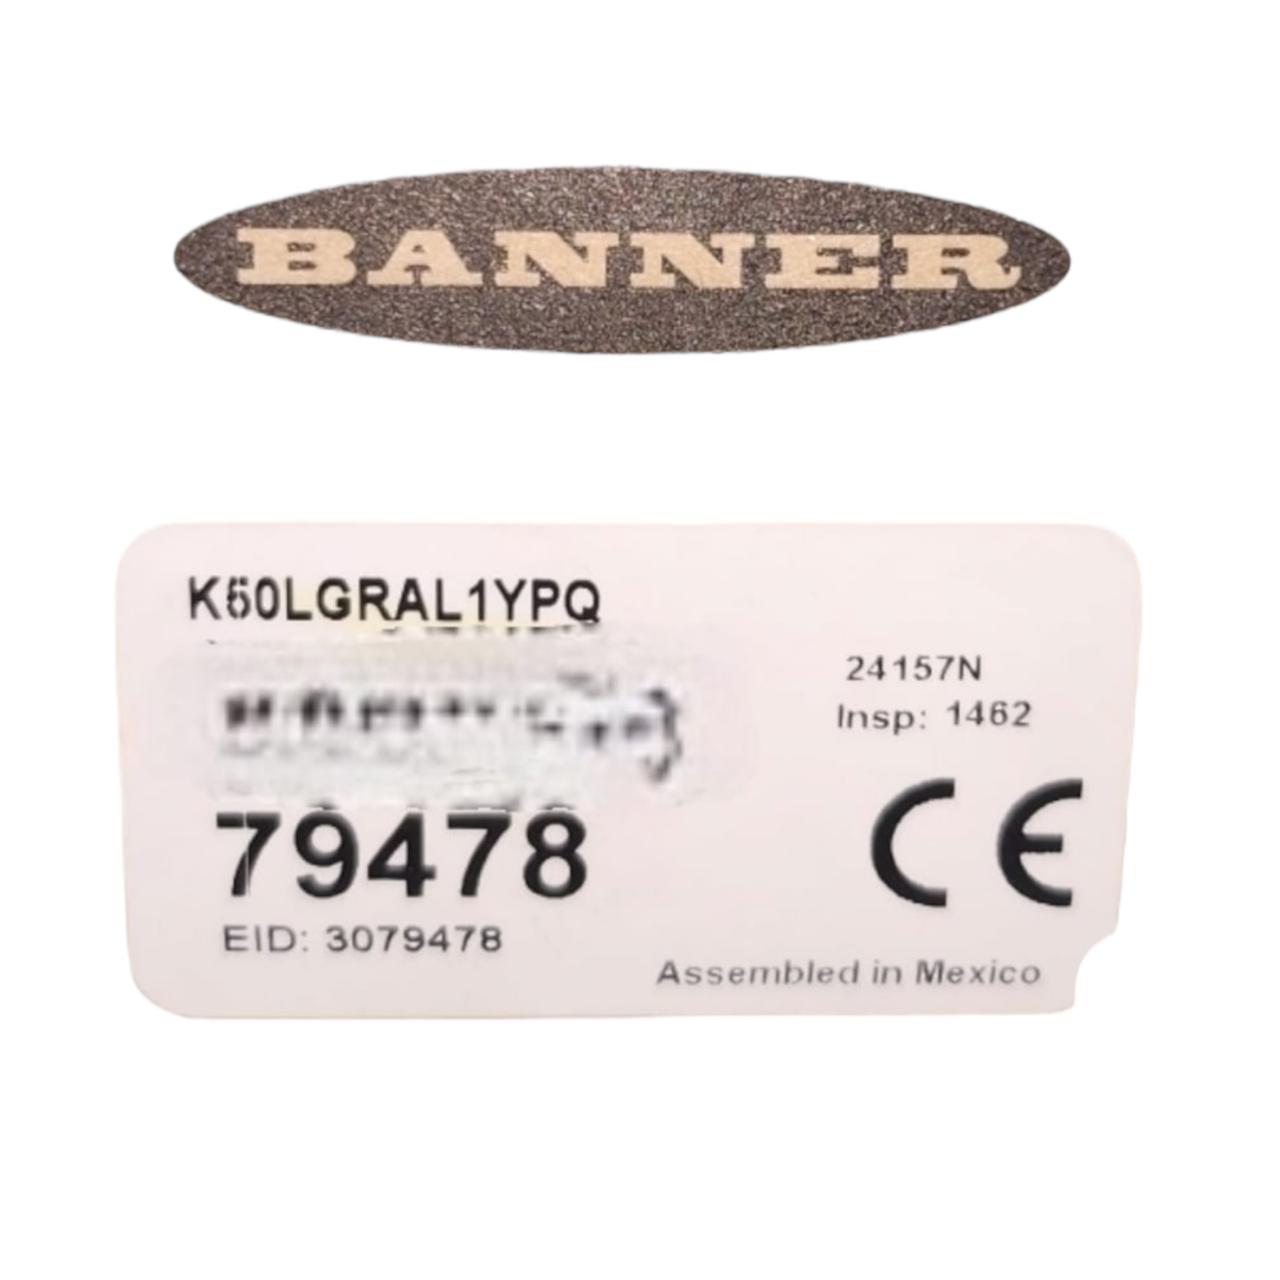 BANNER
K50LGRAL1YPQ
24157N
Insp: 1462
79478
CE
EID: 3079478
Assembled in Mexico